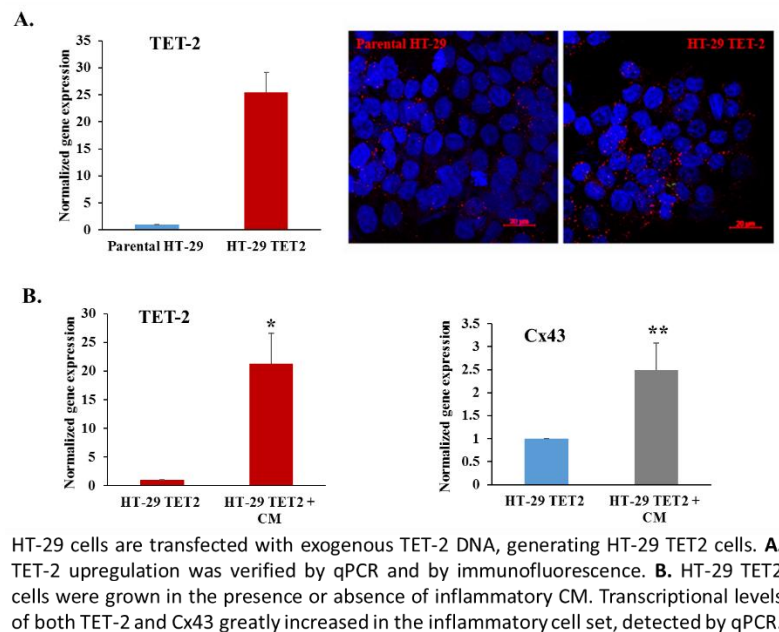 A.
TET-2
Normalized gene expression
35
30
25
20
15
10
5
0
Parental HT-29
HT-29 TET2
Parental HT-29
20 µm
HT-29 TET-2
20 µm
B.
TET-2
Normalized gene expression
30
25
20
15
10
5
0
*
HT-29 TET2
HT-29 TET2 +
CM
Cx43
Normalized gene expression
3.5
3
2.5
2
1.5
1
0.5
0
**
HT-29 TET2
HT-29 TET2 +
CM
HT-29 cells are transfected with exogenous TET-2 DNA, generating HT-29 TET2 cells. A.
TET-2 upregulation was verified by qPCR and by immunofluorescence. B. HT-29 TET2
cells were grown in the presence or absence of inflammatory CM. Transcriptional levels
of both TET-2 and Cx43 greatly increased in the inflammatory cell set, detected by qPCR.